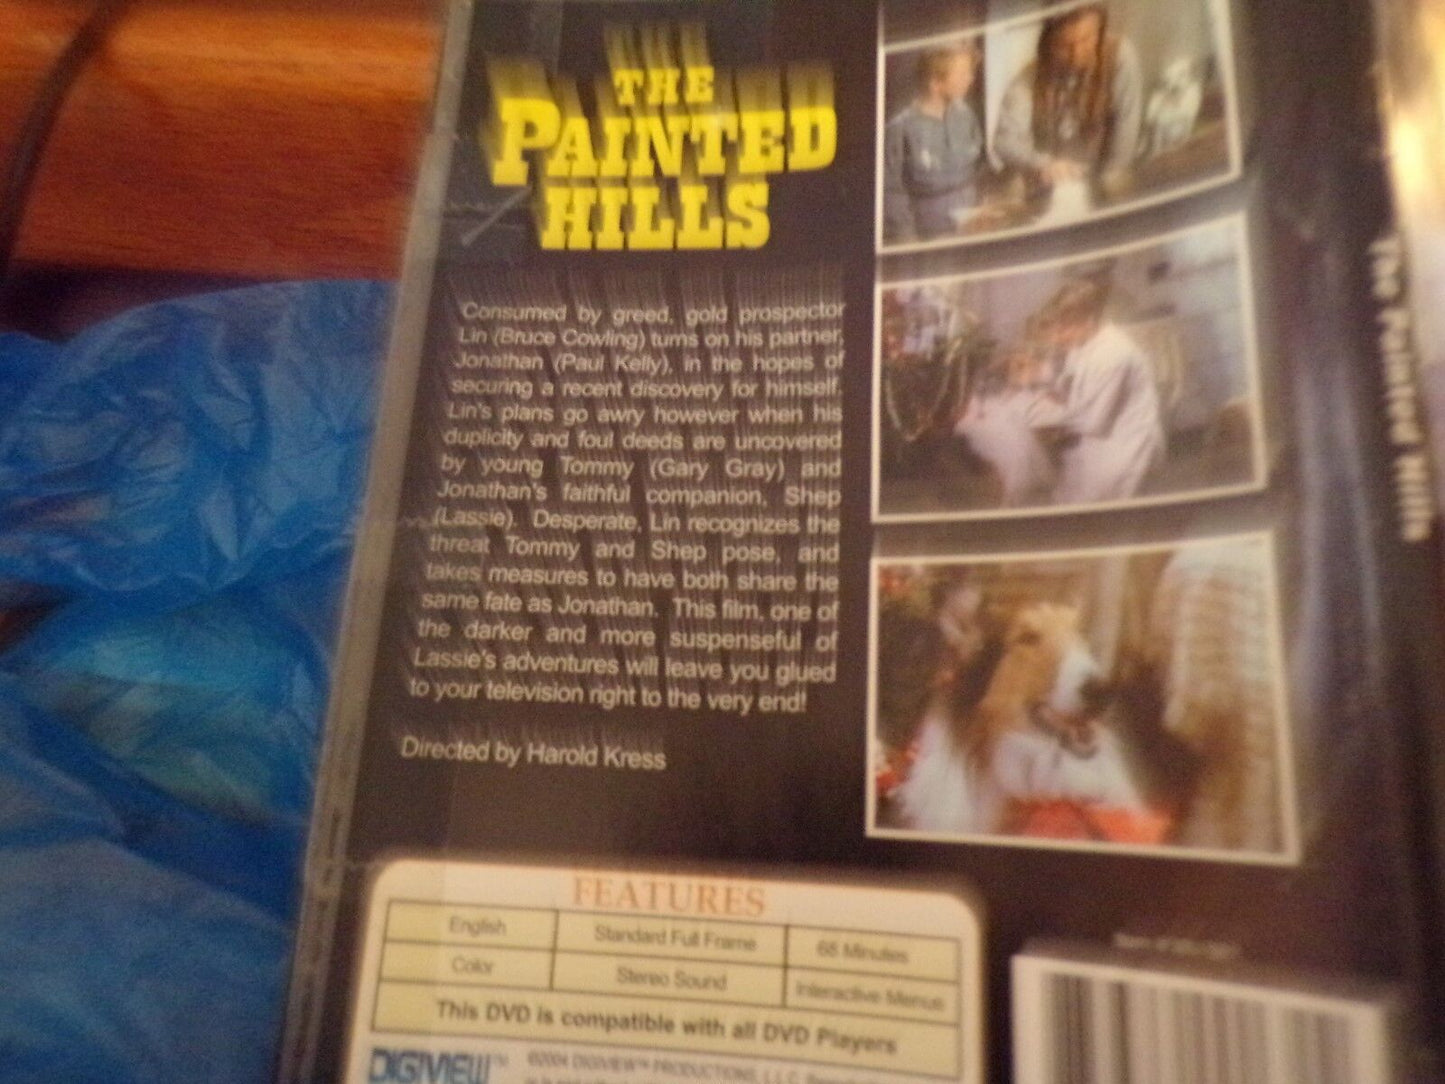 THE
PAINTED
HILLS
Consumed by greed, gold prospector
Lin (Bruce Cowling) turns on his partner,
Jonathan (Paul Kelly), in the hopes of
securing a recent discovery for himself.
Lin's plans go awry however when his
duplicity and foul deeds are uncovered
by young Tommy (Gary Gray) and
Jonathan's faithful companion, Shep
(Lassie). Desperate, Lin recognizes the
threat Tommy and Shep pose, and
takes measures to have both share the
same fate as Jonathan. This film, one of
the darker and more suspenseful of
Lassie's adventures will leave you glued
to your television right to the very end!
Directed by Harold Kress
FEATURES
English Standard Full Frame 68 Minutes
Color Stereo Sound Interactive Menus
This DVD is compatible with all DVD Players
DIGIVIEW™ ©2004 DIGIVIEW™ PRODUCTIONS, L.L.C.
The Painted Hills